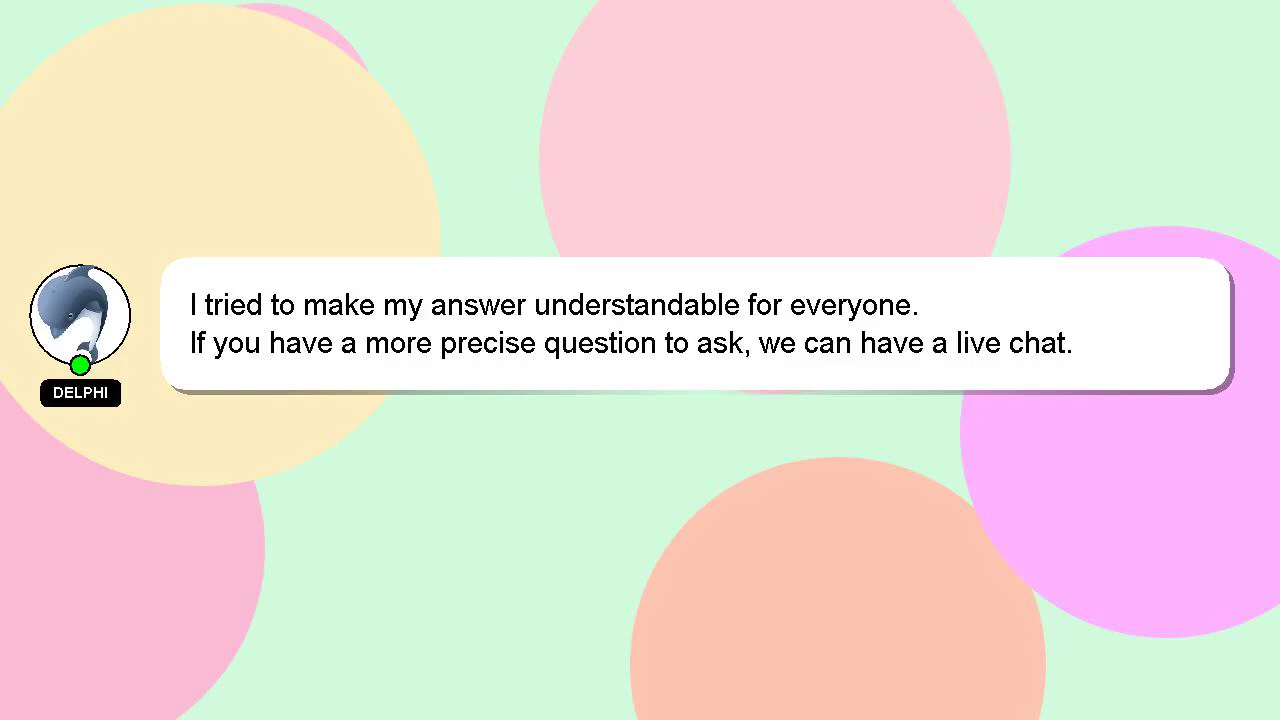 I tried to make my answer understandable for everyone.
If you have a more precise question to ask, we can have a live chat.
DELPHI